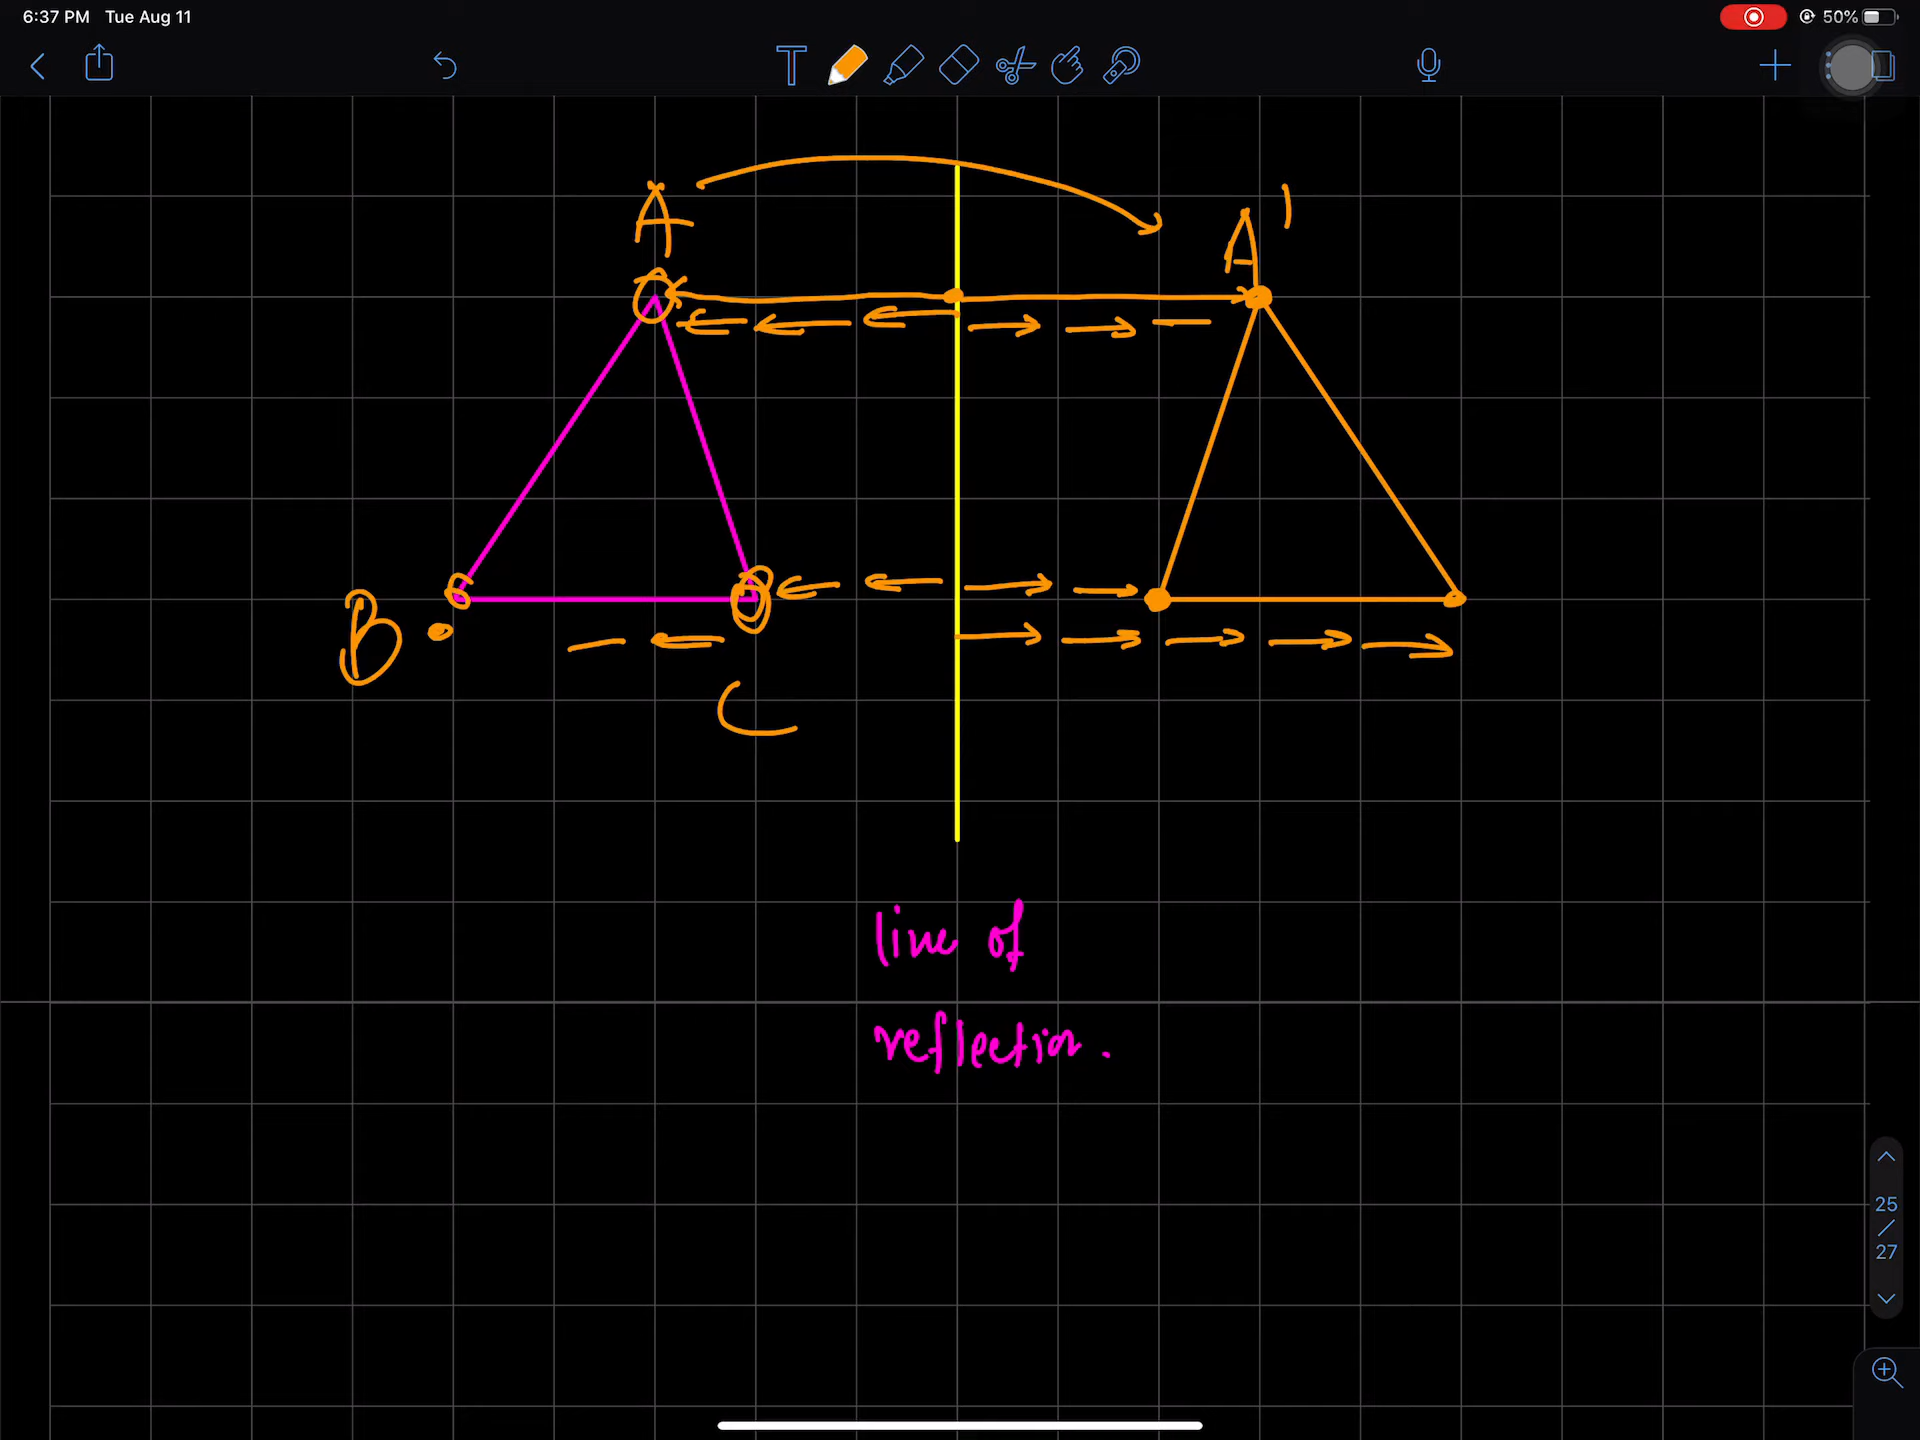 6:37 PM Tue Aug 11
50%
A
A'
B
C
line of
reflection.
25
/
27